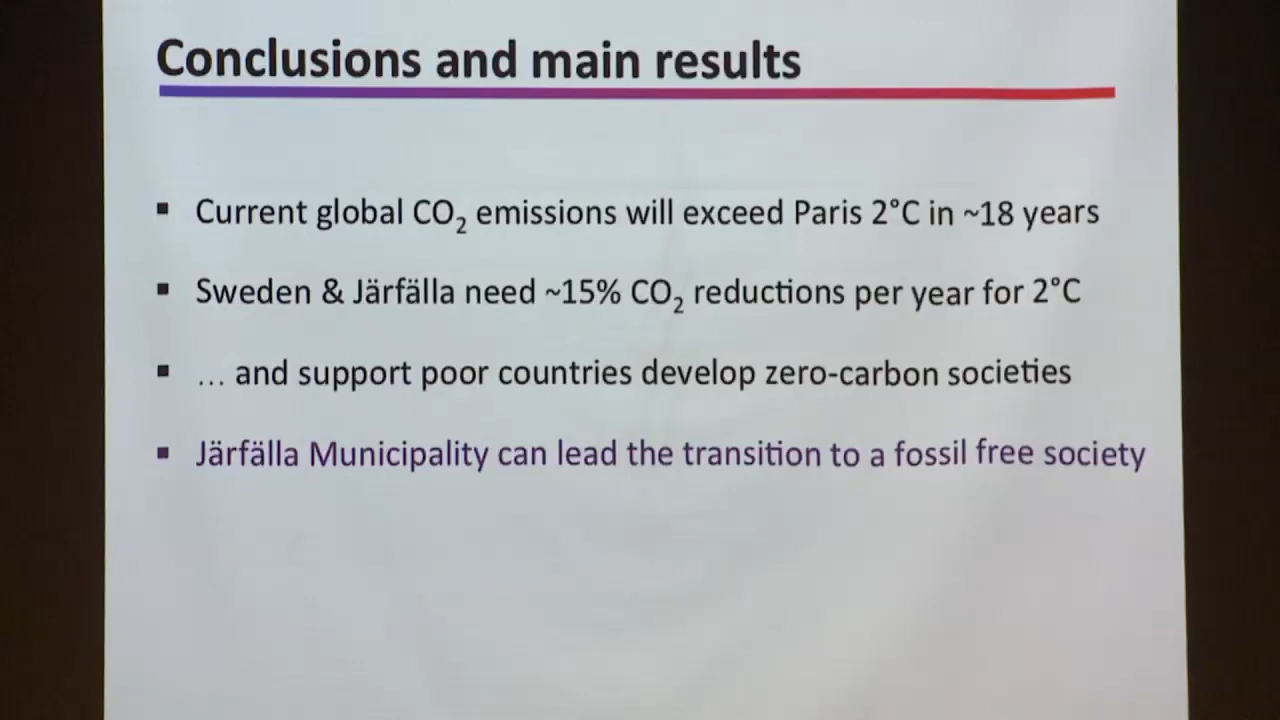 Conclusions and main results
▪ Current global CO₂ emissions will exceed Paris 2°C in ~18 years
▪ Sweden & Järfälla need ~15% CO₂ reductions per year for 2°C
▪ … and support poor countries develop zero-carbon societies
▪ Järfälla Municipality can lead the transition to a fossil free society